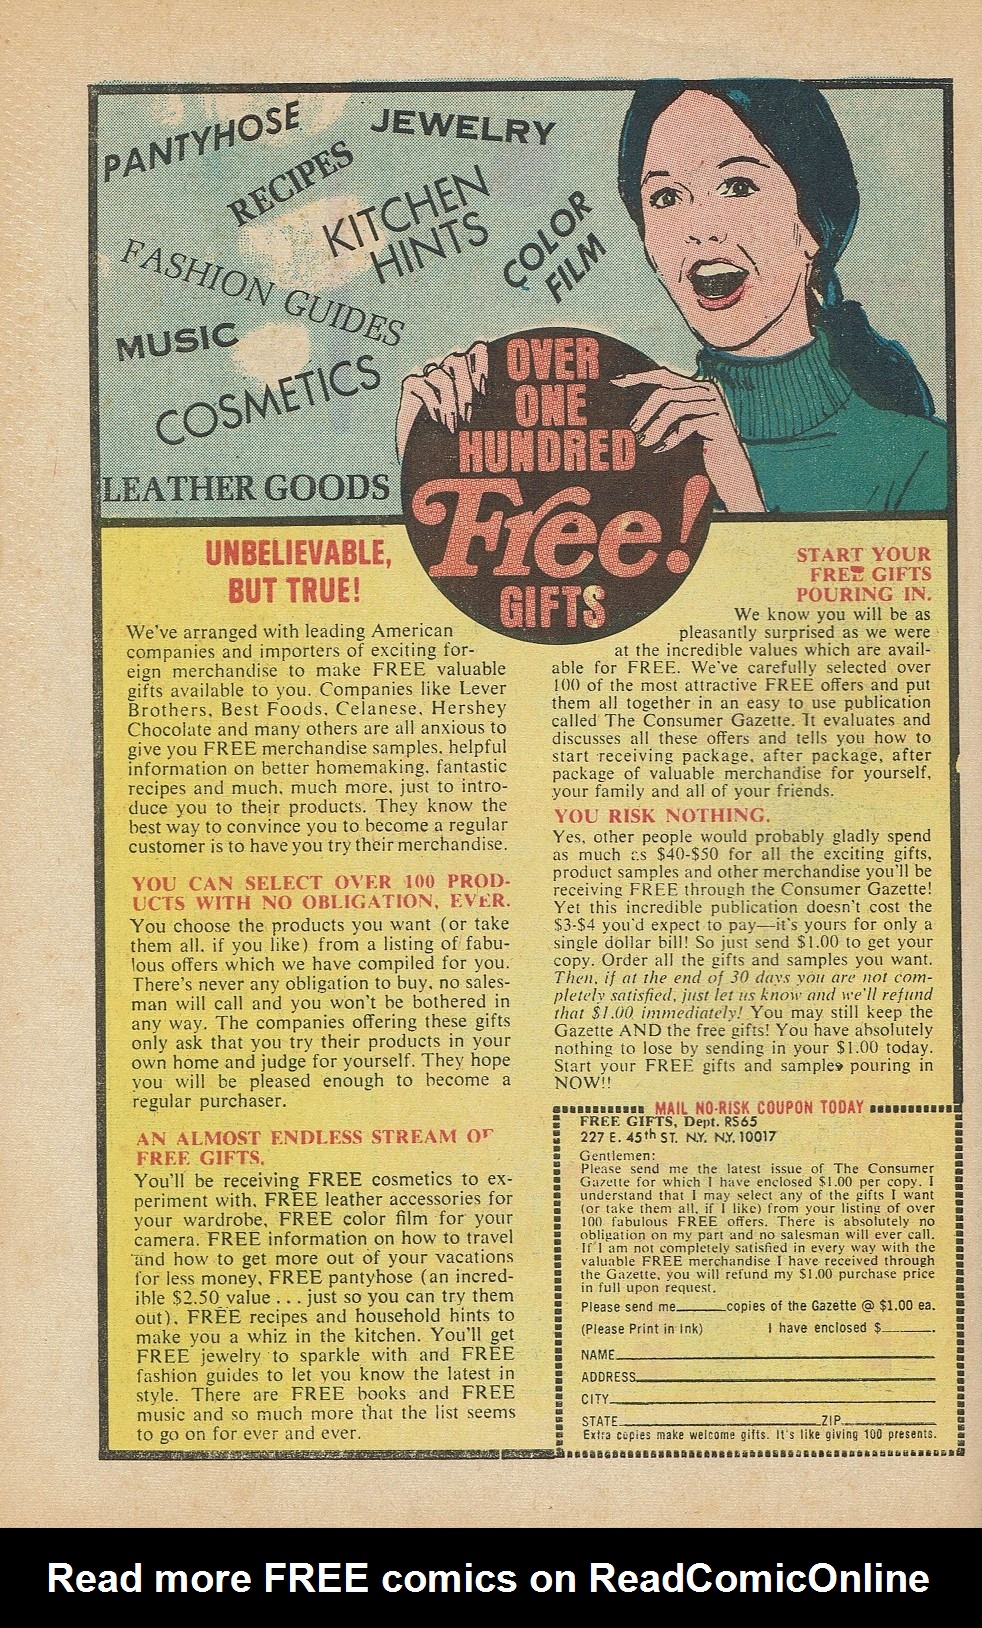 PANTYHOSE
JEWELRY
RECIPES
KITCHEN
HINTS
COLOR
FILM
FASHION GUIDES
MUSIC
COSMETICS
LEATHER GOODS
OVER
ONE
HUNDRED
Free!
GIFTS
UNBELIEVABLE,
BUT TRUE!
We've arranged with leading American
companies and importers of exciting for-
eign merchandise to make FREE valuable
gifts available to you. Companies like Lever
Brothers, Best Foods, Celanese, Hershey
Chocolate and many others are all anxious to
give you FREE merchandise samples, helpful
information on better homemaking, fantastic
recipes and much, much more, just to intro-
duce you to their products. They know the
best way to convince you to become a regular
customer is to have you try their merchandise.
YOU CAN SELECT OVER 100 PROD-
UCTS WITH NO OBLIGATION, EVER.
You choose the products you want (or take
them all, if you like) from a listing of fabu-
lous offers which we have compiled for you.
There's never any obligation to buy, no sales-
man will call and you won't be bothered in
any way. The companies offering these gifts
only ask that you try their products in your
own home and judge for yourself. They hope
you will be pleased enough to become a
regular purchaser.
AN ALMOST ENDLESS STREAM OF
FREE GIFTS.
You'll be receiving FREE cosmetics to ex-
periment with, FREE leather accessories for
your wardrobe, FREE color film for your
camera. FREE information on how to travel
and how to get more out of your vacations
for less money, FREE pantyhose (an incred-
ible $2.50 value . . . just so you can try them
out), FREE recipes and household hints to
make you a whiz in the kitchen. You'll get
FREE jewelry to sparkle with and FREE
fashion guides to let you know the latest in
style. There are FREE books and FREE
music and so much more that the list seems
to go on for ever and ever.
START YOUR
FREE GIFTS
POURING IN.
We know you will be as
pleasantly surprised as we were
at the incredible values which are avail-
able for FREE. We've carefully selected over
100 of the most attractive FREE offers and put
them all together in an easy to use publication
called The Consumer Gazette. It evaluates and
discusses all these offers and tells you how to
start receiving package, after package, after
package of valuable merchandise for yourself,
your family and all of your friends.
YOU RISK NOTHING.
Yes, other people would probably gladly spend
as much as $40-$50 for all the exciting gifts,
product samples and other merchandise you'll be
receiving FREE through the Consumer Gazette!
Yet this incredible publication doesn't cost the
$3-$4 you'd expect to pay—it's yours for only a
single dollar bill! So just send $1.00 to get your
copy. Order all the gifts and samples you want.
Then, if at the end of 30 days you are not com-
pletely satisfied, just let us know and we'll refund
that $1.00 immediately! You may still keep the
Gazette AND the free gifts! You have absolutely
nothing to lose by sending in your $1.00 today.
Start your FREE gifts and samples pouring in
NOW!!
MAIL NO-RISK COUPON TODAY
FREE GIFTS, Dept. RS65
227 E. 45th ST. N.Y. N.Y. 10017
Gentlemen:
Please send me the latest issue of The Consumer
Gazette for which I have enclosed $1.00 per copy. I
understand that I may select any of the gifts I want
(or take them all, if I like) from your listing of over
100 fabulous FREE offers. There is absolutely no
obligation on my part and no salesman will ever call.
If I am not completely satisfied in every way with the
valuable FREE merchandise I have received through
the Gazette, you will refund my $1.00 purchase price
in full upon request.
Please send me______copies of the Gazette @ $1.00 ea.
(Please Print in Ink) I have enclosed $______.
NAME
ADDRESS
CITY
STATE ZIP
Extra copies make welcome gifts. It's like giving 100 presents.
Read more FREE comics on ReadComicOnline